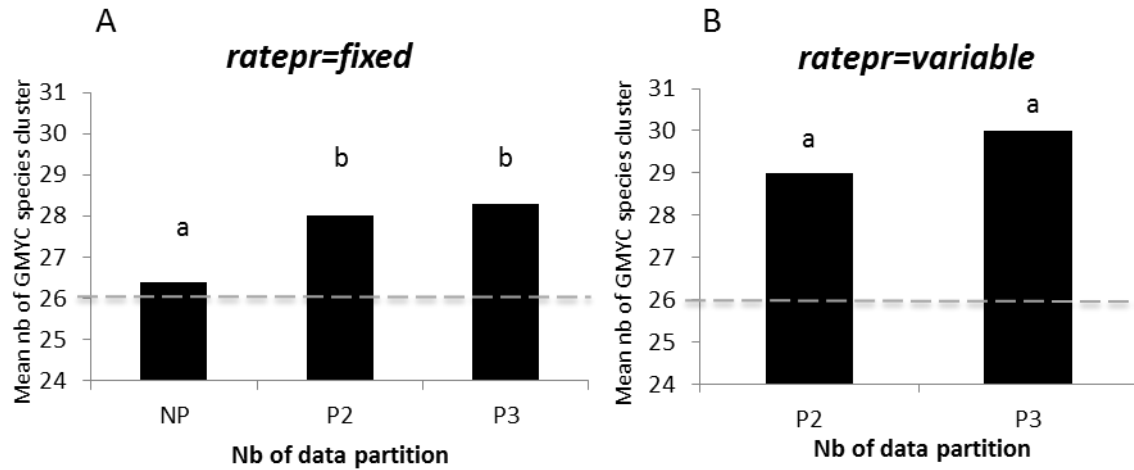 A
ratepr=fixed
Mean nb of GMYC species cluster
31
30
29
28
27
26
25
24
a
b
b
NP
P2
P3
Nb of data partition
B
ratepr=variable
Mean nb of GMYC species cluster
31
30
29
28
27
26
25
24
a
a
P2
P3
Nb of data partition